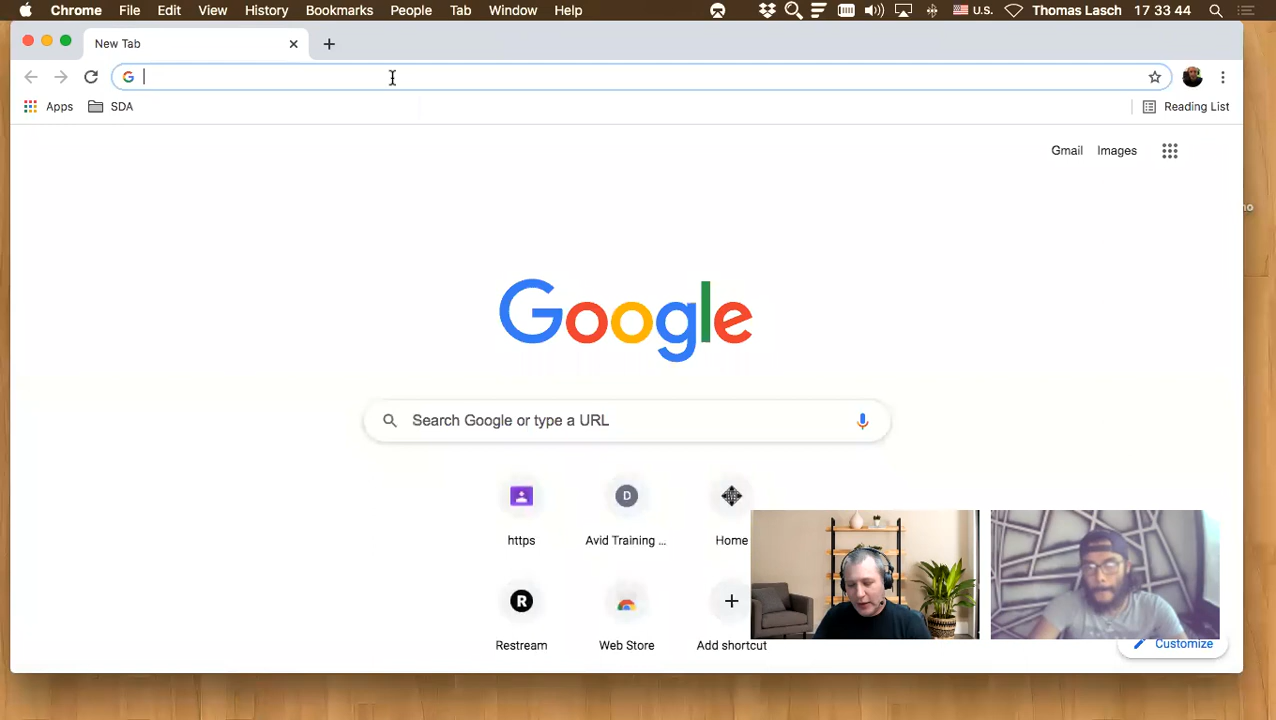 Chrome File Edit View History Bookmarks People Tab Window Help U.S. Thomas Lasch 17 33 44
New Tab
Apps SDA Reading List
Gmail Images
Google
Search Google or type a URL
D
https Avid Training ... Home
R
Restream Web Store Add shortcut
Customize